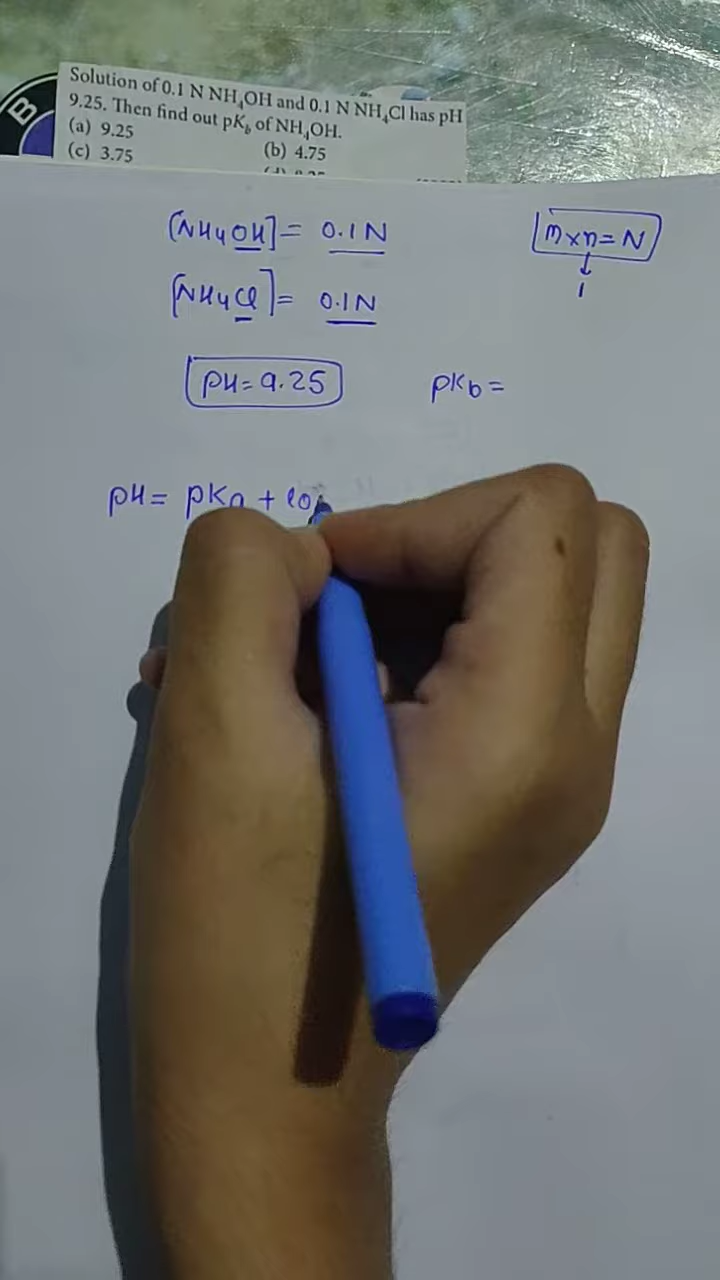 B
Solution of 0.1 N NH₄OH and 0.1 N NH₄Cl has pH
9.25. Then find out pKb of NH₄OH.
(a) 9.25
(b) 4.75
(c) 3.75
[NH4OH] = 0.1N
m×n = N
1
[NH4Cl] = 0.1N
pH = 9.25
pKb =
pH = pKa + lo